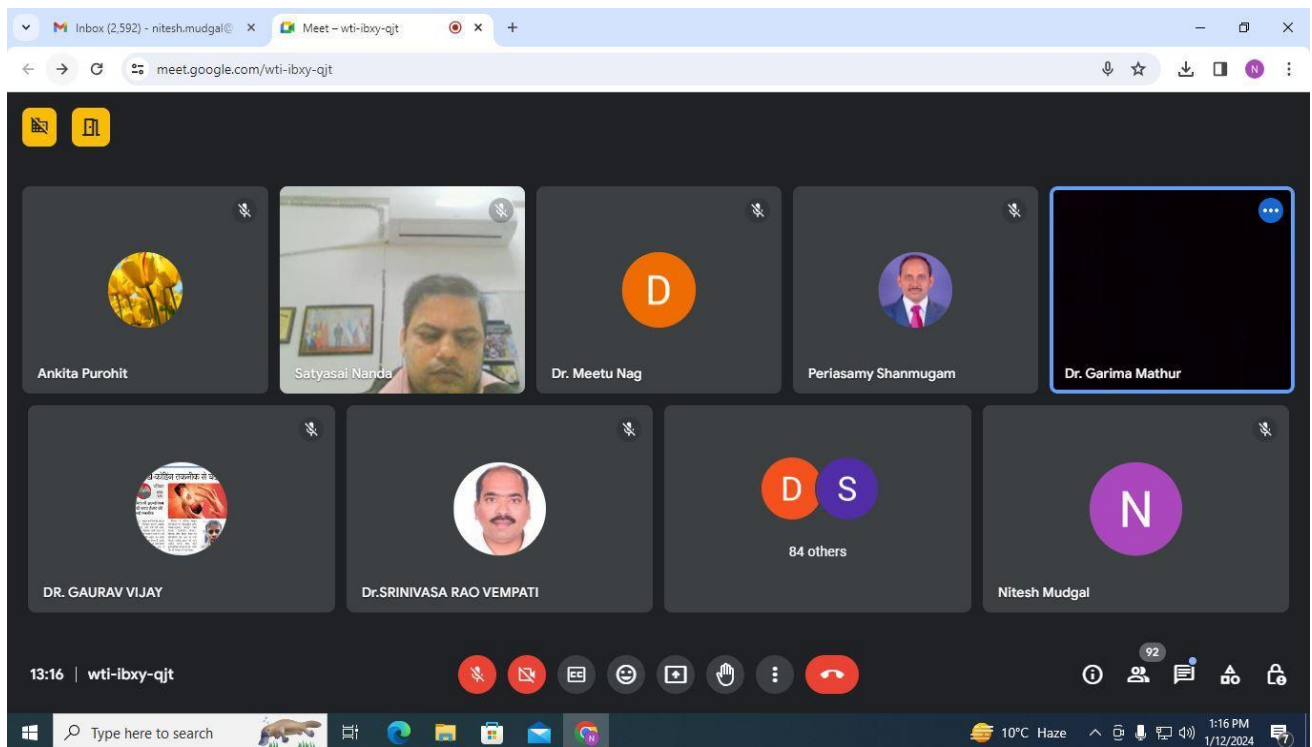 Inbox (2,592) - nitesh.mudgal@
Meet – wti-ibxy-qjt
meet.google.com/wti-ibxy-qjt
N
D
Ankita Purohit
Satyasai Nanda
Dr. Meetu Nag
Periasamy Shanmugam
Dr. Garima Mathur
D S
N
84 others
DR. GAURAV VIJAY
Dr.SRINIVASA RAO VEMPATI
Nitesh Mudgal
92
13:16 | wti-ibxy-qjt
CC
Type here to search
N
10°C Haze
1:16 PM
1/12/2024
7